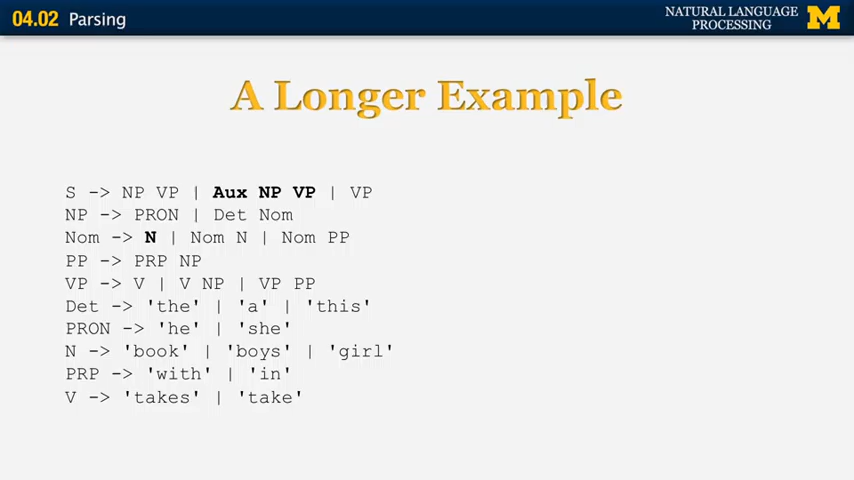 04.02 Parsing
NATURAL LANGUAGE
PROCESSING
M
A Longer Example
S -> NP VP | Aux NP VP | VP
NP -> PRON | Det Nom
Nom -> N | Nom N | Nom PP
PP -> PRP NP
VP -> V | V NP | VP PP
Det -> 'the' | 'a' | 'this'
PRON -> 'he' | 'she'
N -> 'book' | 'boys' | 'girl'
PRP -> 'with' | 'in'
V -> 'takes' | 'take'